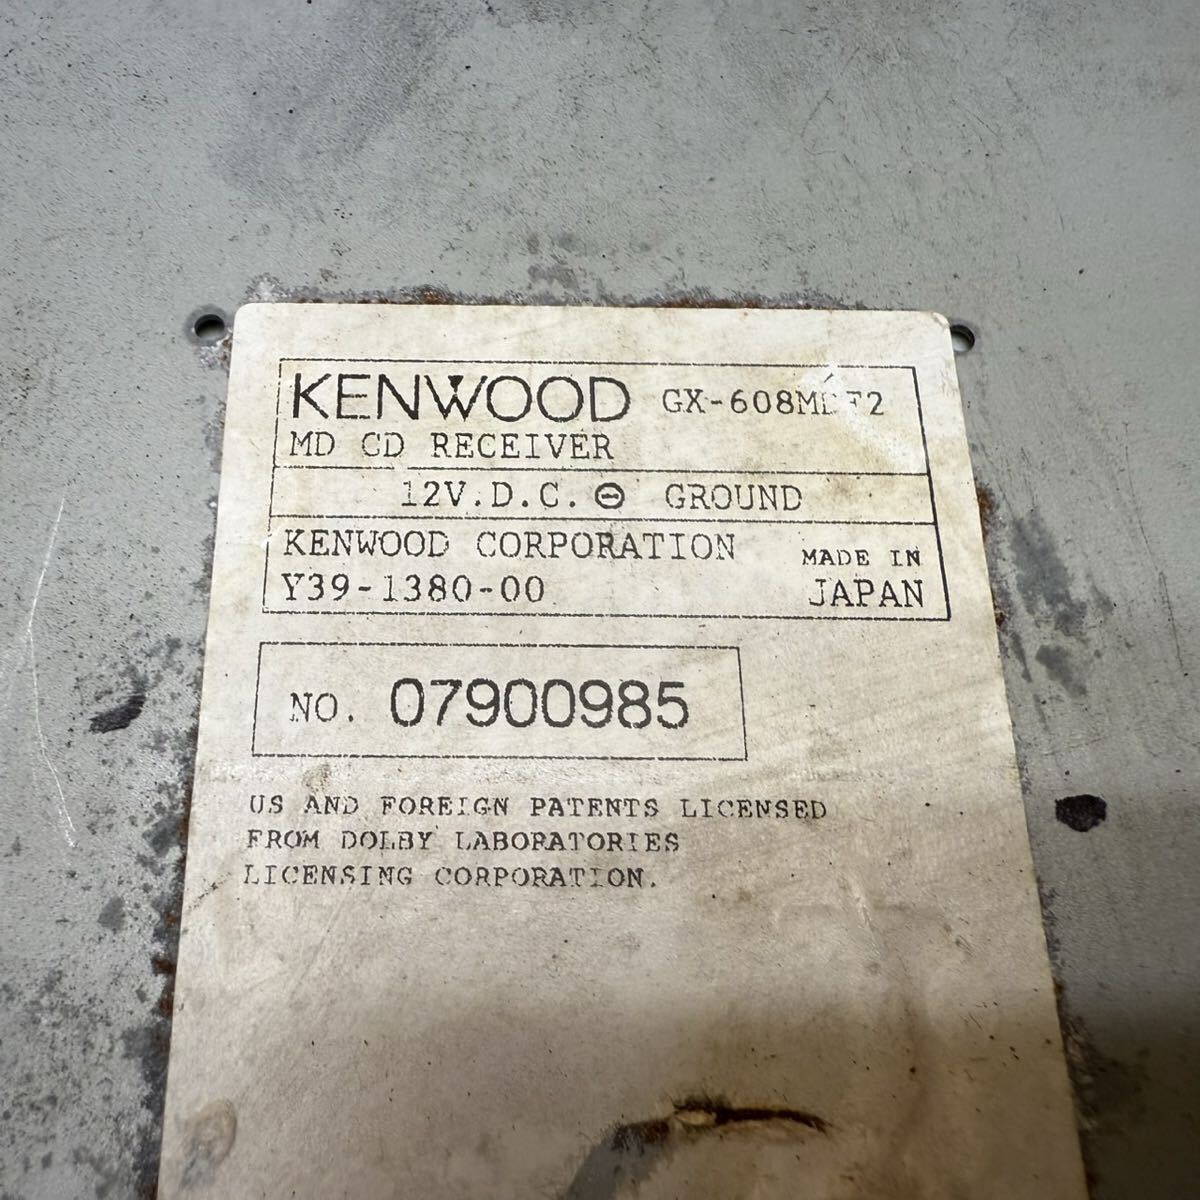 KENWOOD GX-608MDF2
MD CD RECEIVER
12V.D.C. ⊖ GROUND
KENWOOD CORPORATION
Y39-1380-00
MADE IN
JAPAN
NO. 07900985
US AND FOREIGN PATENTS LICENSED
FROM DOLBY LABORATORIES
LICENSING CORPORATION.